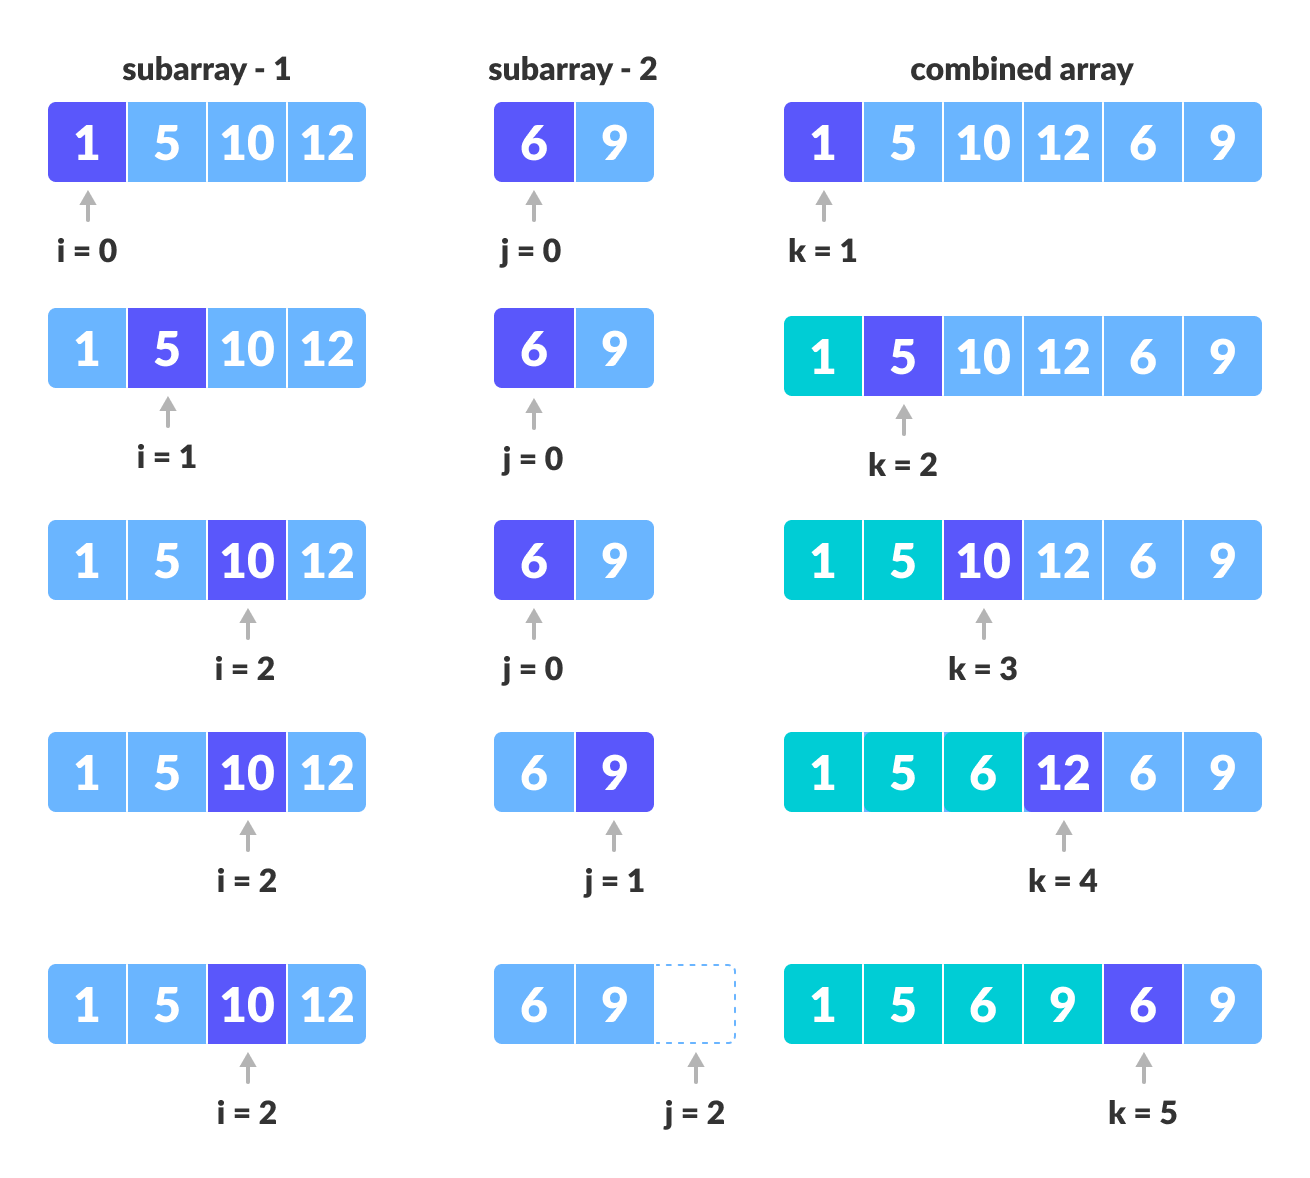 subarray - 1 subarray - 2 combined array
1 5 10 12 6 9 1 5 10 12 6 9
i = 0 j = 0 k = 1
1 5 10 12 6 9 1 5 10 12 6 9
i = 1 j = 0 k = 2
1 5 10 12 6 9 1 5 10 12 6 9
i = 2 j = 0 k = 3
1 5 10 12 6 9 1 5 6 12 6 9
i = 2 j = 1 k = 4
1 5 10 12 6 9 1 5 6 9 6 9
i = 2 j = 2 k = 5